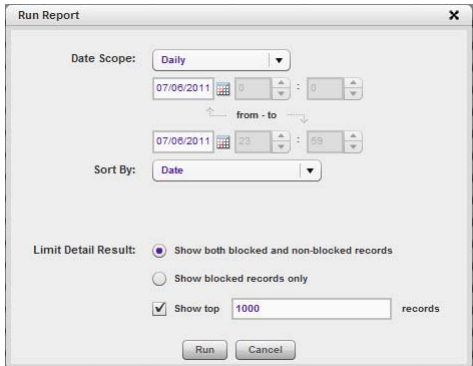 Run Report
Date Scope: Daily
07/06/2011 0 : 0
from - to
07/06/2011 23 : 59
Sort By: Date
Limit Detail Result: Show both blocked and non-blocked records
Show blocked records only
Show top 1000 records
Run Cancel